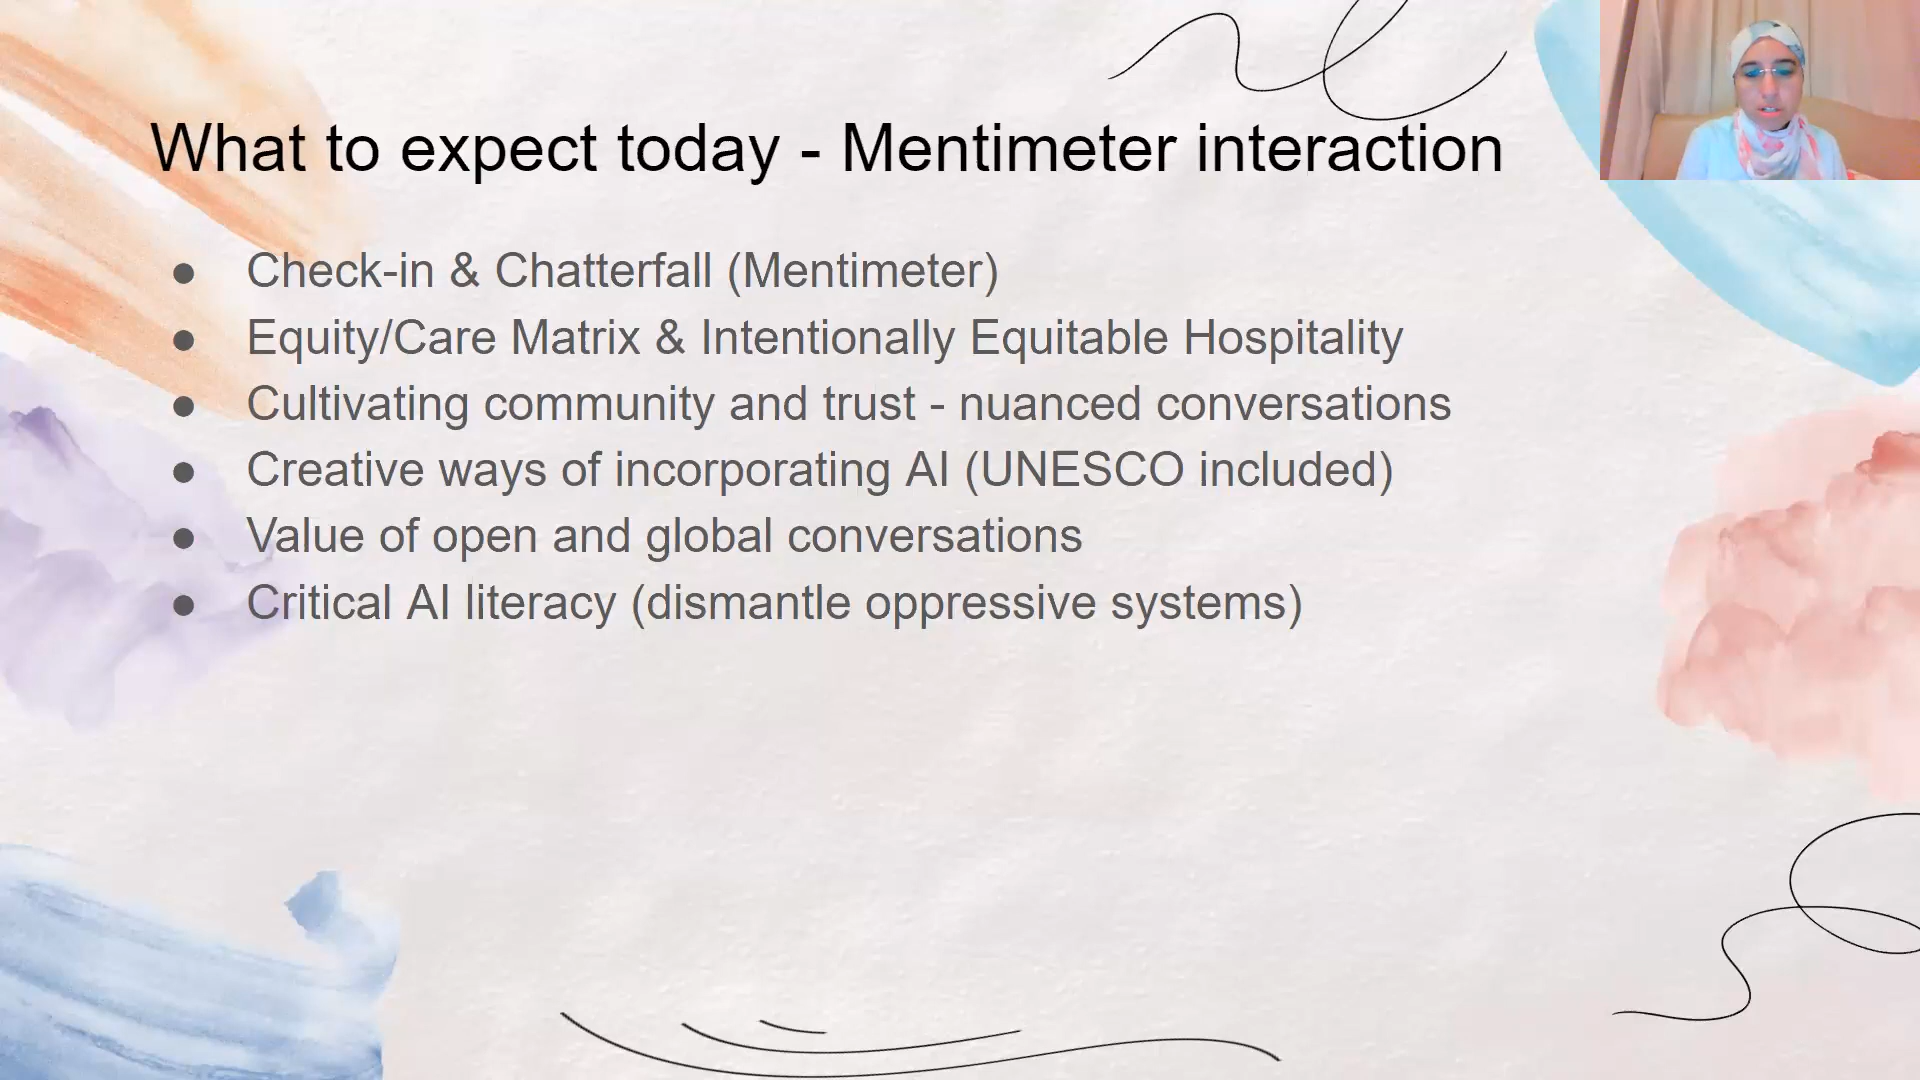 What to expect today - Mentimeter interaction
● Check-in & Chatterfall (Mentimeter)
● Equity/Care Matrix & Intentionally Equitable Hospitality
● Cultivating community and trust - nuanced conversations
● Creative ways of incorporating AI (UNESCO included)
● Value of open and global conversations
● Critical AI literacy (dismantle oppressive systems)